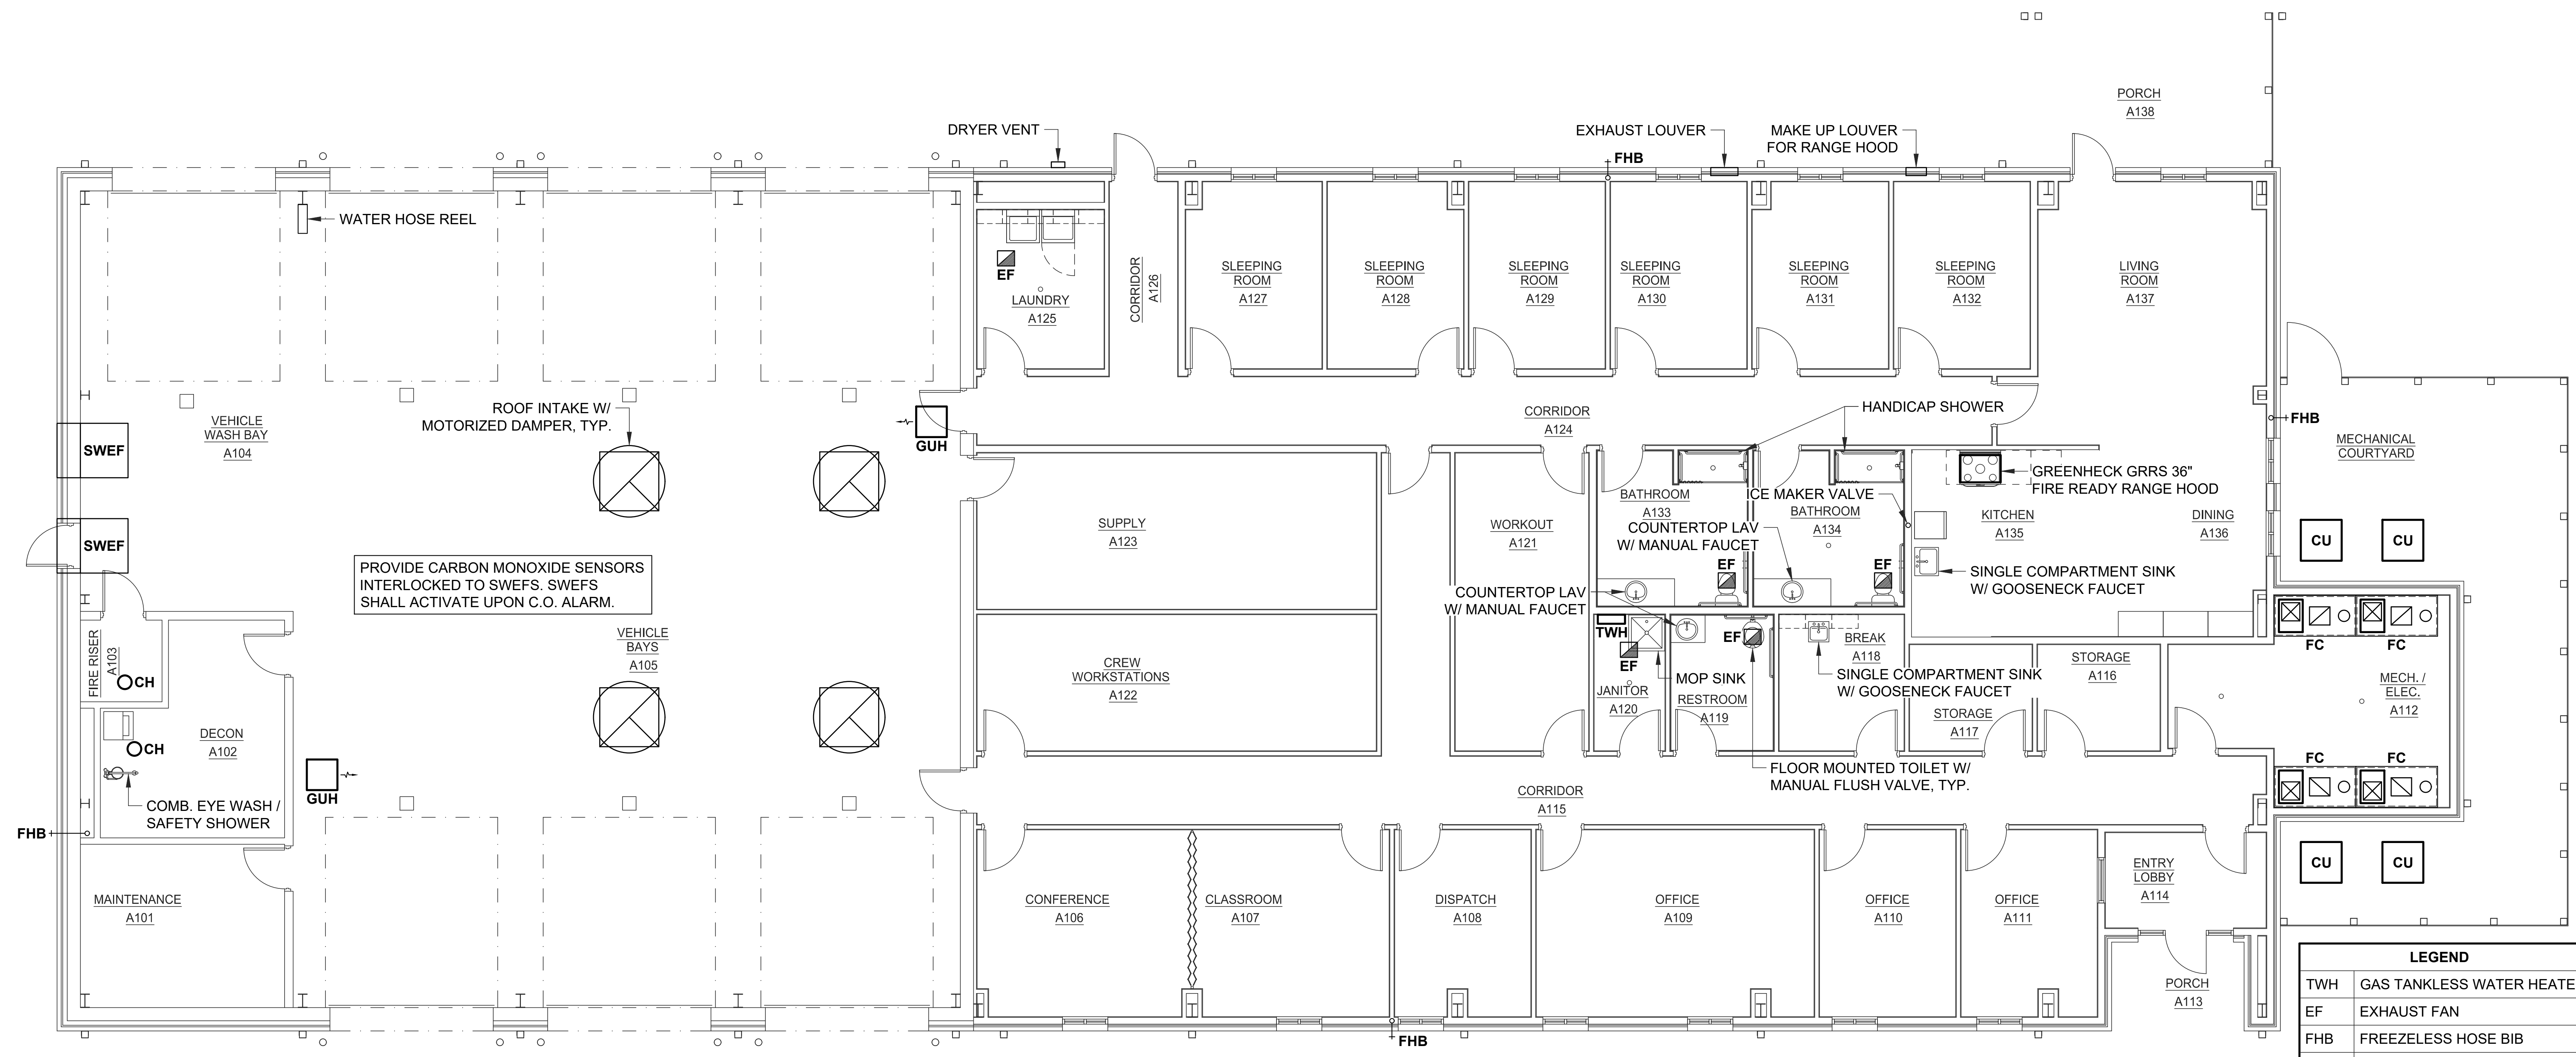 PORCH
A138
DRYER VENT
EXHAUST LOUVER
MAKE UP LOUVER
FOR RANGE HOOD
FHB
WATER HOSE REEL
EF
LAUNDRY
A125
CORRIDOR
A126
SLEEPING
ROOM
A127
SLEEPING
ROOM
A128
SLEEPING
ROOM
A129
SLEEPING
ROOM
A130
SLEEPING
ROOM
A131
SLEEPING
ROOM
A132
LIVING
ROOM
A137
VEHICLE
WASH BAY
A104
ROOF INTAKE W/
MOTORIZED DAMPER, TYP.
GUH
CORRIDOR
A124
HANDICAP SHOWER
FHB
MECHANICAL
COURTYARD
SWEF
SWEF
SUPPLY
A123
WORKOUT
A121
BATHROOM
A133
ICE MAKER VALVE
BATHROOM
A134
COUNTERTOP LAV
W/ MANUAL FAUCET
GREENHECK GRRS 36"
FIRE READY RANGE HOOD
KITCHEN
A135
DINING
A136
CU
CU
PROVIDE CARBON MONOXIDE SENSORS
INTERLOCKED TO SWEFS. SWEFS
SHALL ACTIVATE UPON C.O. ALARM.
EF
EF
SINGLE COMPARTMENT SINK
W/ GOOSENECK FAUCET
COUNTERTOP LAV
W/ MANUAL FAUCET
FIRE RISER
A103
CH
VEHICLE
BAYS
A105
CREW
WORKSTATIONS
A122
TWH
EF
EF
BREAK
A118
MOP SINK
JANITOR
A120
RESTROOM
A119
SINGLE COMPARTMENT SINK
W/ GOOSENECK FAUCET
STORAGE
A116
STORAGE
A117
FC
FC
MECH. /
ELEC.
A112
DECON
A102
CH
COMB. EYE WASH /
SAFETY SHOWER
GUH
FHB
CORRIDOR
A115
FLOOR MOUNTED TOILET W/
MANUAL FLUSH VALVE, TYP.
FC
FC
CU
CU
MAINTENANCE
A101
CONFERENCE
A106
CLASSROOM
A107
DISPATCH
A108
OFFICE
A109
OFFICE
A110
OFFICE
A111
ENTRY
LOBBY
A114
PORCH
A113
FHB
LEGEND
TWH GAS TANKLESS WATER HEATE
EF EXHAUST FAN
FHB FREEZELESS HOSE BIB